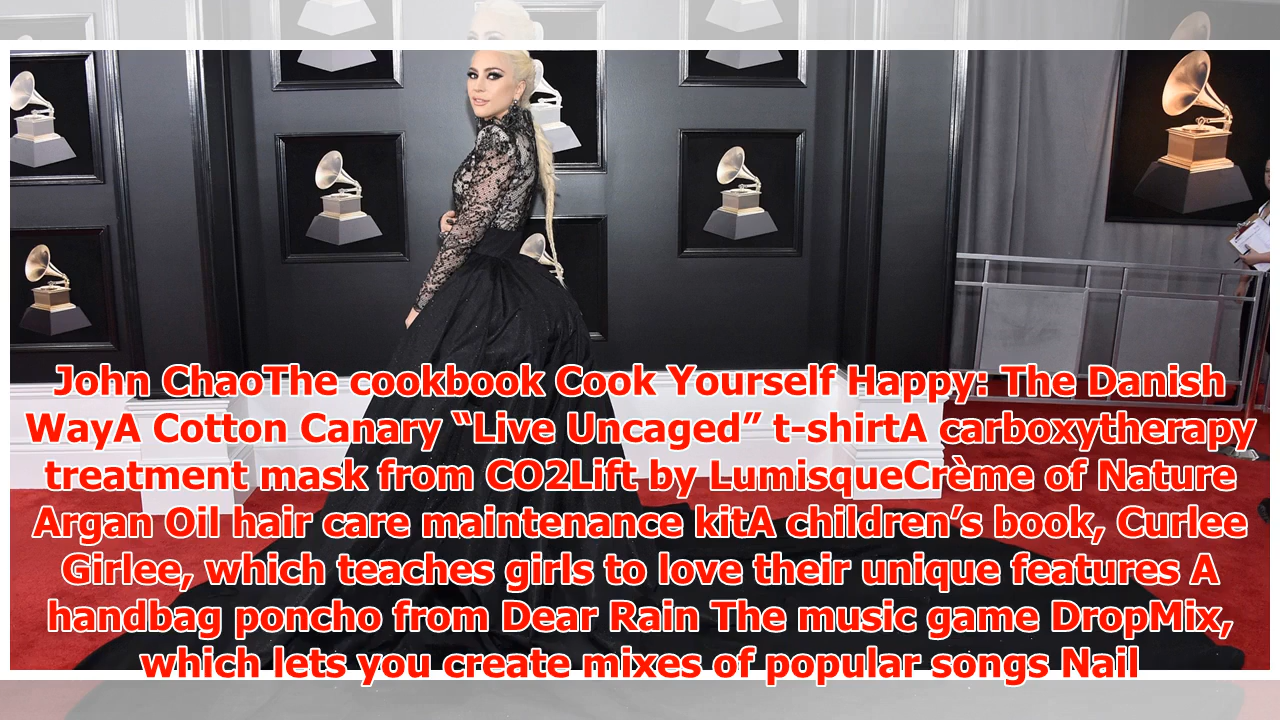 John ChaoThe cookbook Cook Yourself Happy: The Danish
WayA Cotton Canary “Live Uncaged” t-shirtA carboxytherapy
treatment mask from CO2Lift by LumisqueCrème of Nature
Argan Oil hair care maintenance kitA children’s book, Curlee
Girlee, which teaches girls to love their unique features A
handbag poncho from Dear Rain The music game DropMix,
which lets you create mixes of popular songs Nail